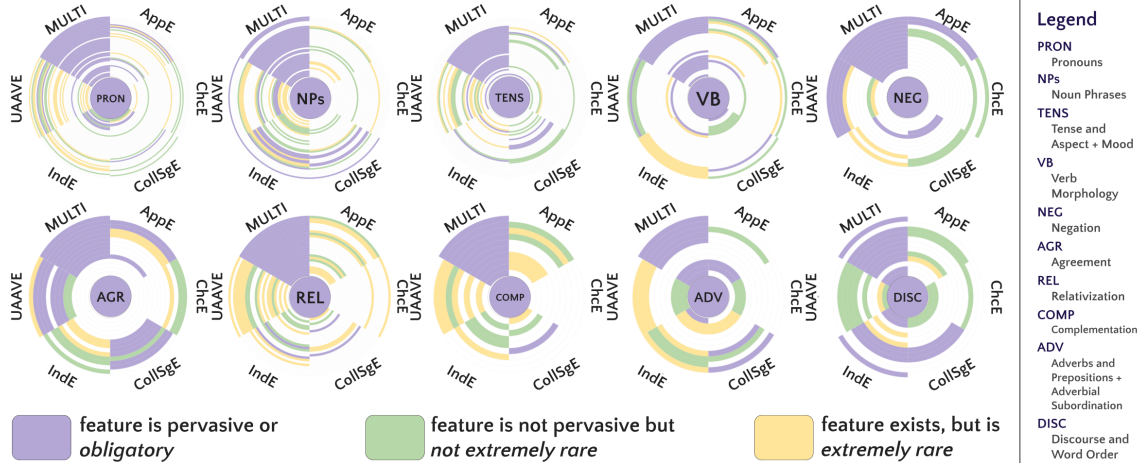 MULTI
AppE
UAAVE
PRON
ChcE
IndE
CollSgE
MULTI
AppE
UAAVE
NPs
ChcE
IndE
CollSgE
MULTI
AppE
UAAVE
TENS
ChcE
IndE
CollSgE
MULTI
AppE
UAAVE
VB
ChcE
IndE
CollSgE
MULTI
AppE
UAAVE
NEG
ChcE
IndE
CollSgE
MULTI
AppE
UAAVE
AGR
ChcE
IndE
CollSgE
MULTI
AppE
UAAVE
REL
ChcE
IndE
CollSgE
MULTI
AppE
UAAVE
COMP
ChcE
IndE
CollSgE
MULTI
AppE
UAAVE
ADV
ChcE
IndE
CollSgE
MULTI
AppE
UAAVE
DISC
ChcE
IndE
CollSgE
feature is pervasive or
obligatory
feature is not pervasive but
not extremely rare
feature exists, but is
extremely rare
Legend
PRON
Pronouns
NPs
Noun Phrases
TENS
Tense and
Aspect + Mood
VB
Verb
Morphology
NEG
Negation
AGR
Agreement
REL
Relativization
COMP
Complementation
ADV
Adverbs and
Prepositions +
Adverbial
Subordination
DISC
Discourse and
Word Order